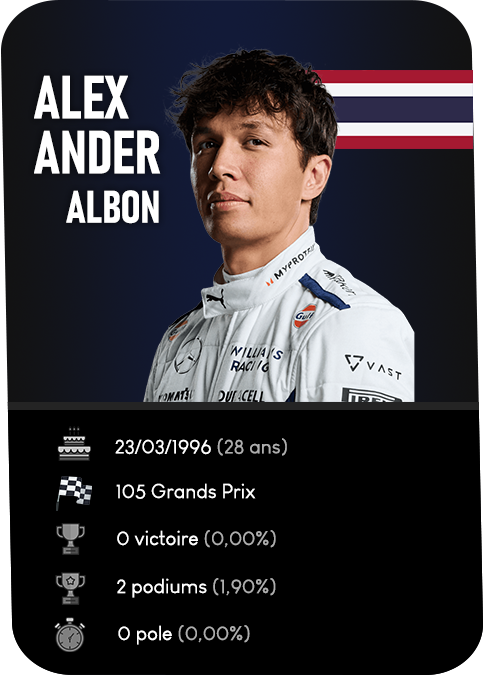 ALEX
ANDER
ALBON
MYPROTEIN
Gulf
WILLIAMS
RACING
VAST
KOMATSU
DURACELL
23/03/1996 (28 ans)
105 Grands Prix
0 victoire (0,00%)
2 podiums (1,90%)
0 pole (0,00%)